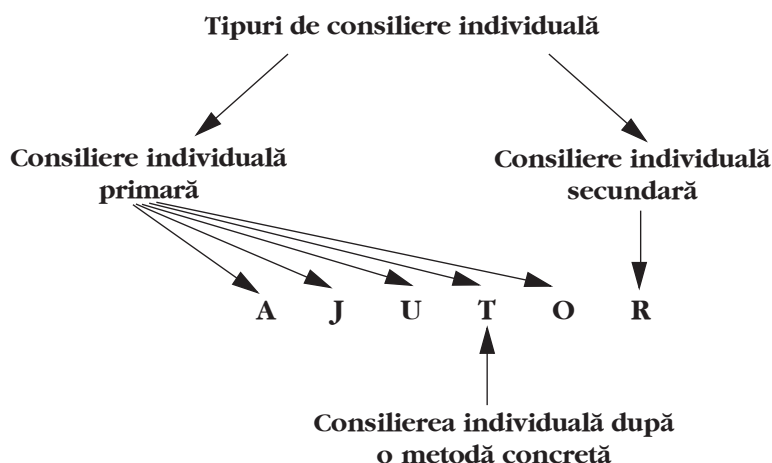 Tipuri de consiliere individuală
Consiliere individuală
primară
Consiliere individuală
secundară
A J U T O R
Consilierea individuală după
o metodă concretă